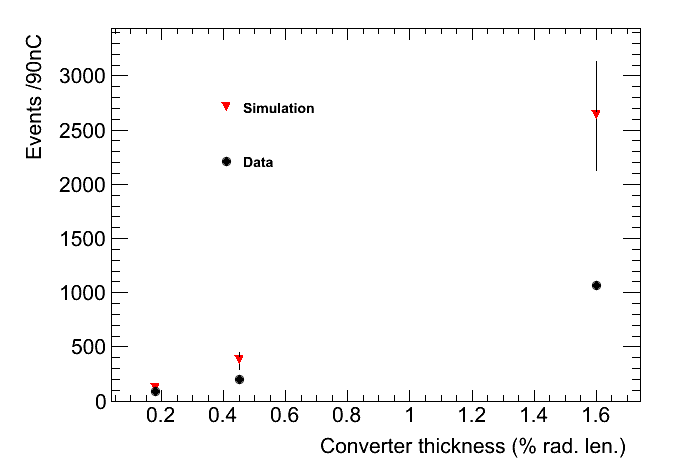 Events /90nC
3000
2500
2000
1500
1000
500
0
Simulation
Data
0.2 0.4 0.6 0.8 1 1.2 1.4 1.6
Converter thickness (% rad. len.)